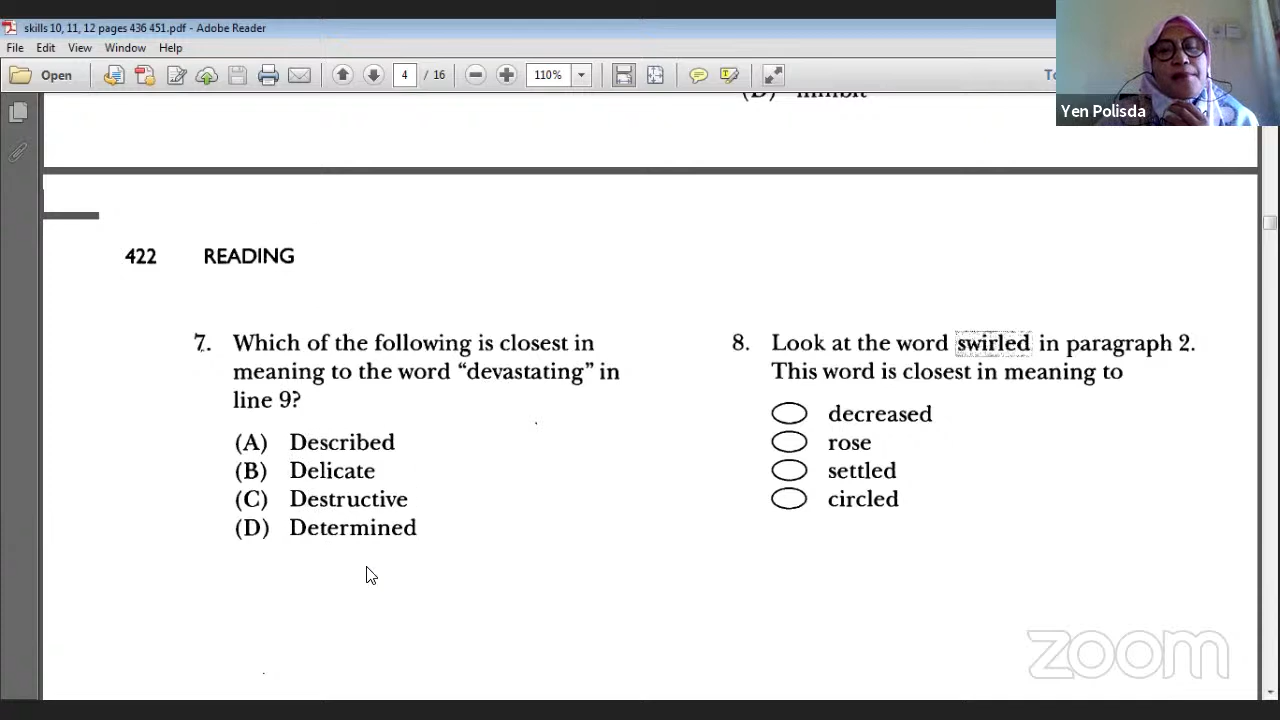 skills 10, 11, 12 pages 436 451.pdf - Adobe Reader
File Edit View Window Help
Open 4 / 16 110%
Yen Polisda
422 READING
7. Which of the following is closest in
meaning to the word “devastating” in
line 9?
(A) Described
(B) Delicate
(C) Destructive
(D) Determined
8. Look at the word swirled in paragraph 2.
This word is closest in meaning to
decreased
rose
settled
circled
zoom